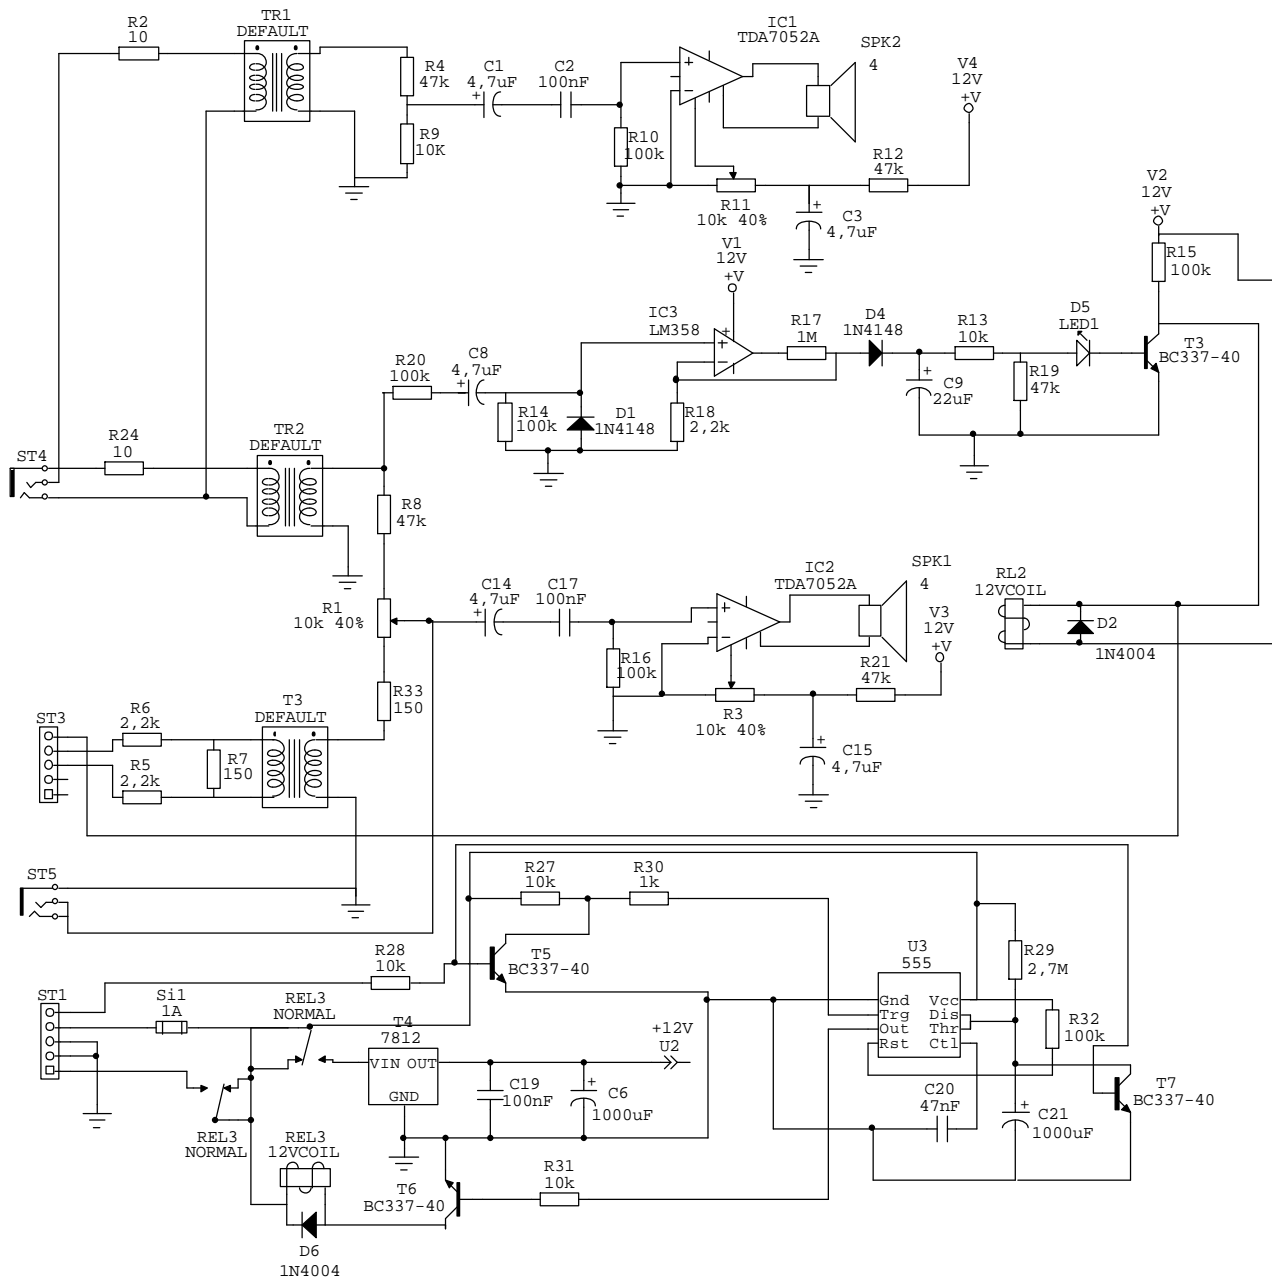 R2
10
TR1
DEFAULT
R4
47k
C1
4,7uF
+
C2
100nF
IC1
TDA7052A
SPK2
4
V4
12V
+V
R9
10K
R10
100k
R12
47k
R11
10k 40%
+
C3
4,7uF
V1
12V
+V
V2
12V
+V
R15
100k
IC3
LM358
R17
1M
D4
1N4148
R13
10k
D5
LED1
T3
BC337-40
R20
100k
C8
4,7uF
+
R14
100k
D1
1N4148
R18
2,2k
+
C9
22uF
R19
47k
ST4
R24
10
TR2
DEFAULT
R8
47k
R1
10k 40%
C14
4,7uF
+
C17
100nF
IC2
TDA7052A
SPK1
4
V3
12V
+V
RL2
12VCOIL
D2
1N4004
R16
100k
R21
47k
R3
10k 40%
+
C15
4,7uF
R33
150
ST3
R6
2,2k
R5
2,2k
R7
150
T3
DEFAULT
ST5
R27
10k
R30
1k
R28
10k
T5
BC337-40
U3
555
Gnd Vcc
Trg Dis
Out Thr
Rst Ctl
R29
2,7M
R32
100k
ST1
Si1
1A
REL3
NORMAL
T4
7812
VIN OUT
GND
+12V
U2
C19
100nF
+
C6
1000uF
C20
47nF
+
C21
1000uF
T7
BC337-40
REL3
NORMAL
REL3
12VCOIL
T6
BC337-40
R31
10k
D6
1N4004